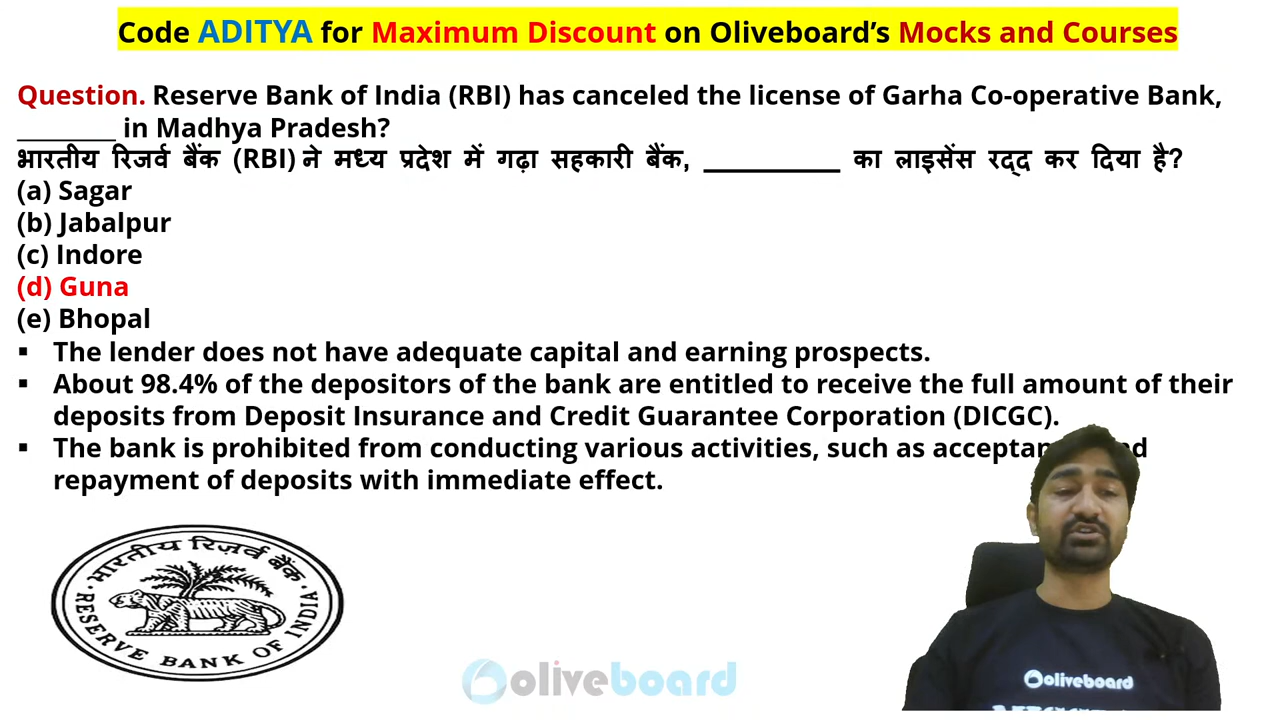 Code ADITYA for Maximum Discount on Oliveboard’s Mocks and Courses
Question. Reserve Bank of India (RBI) has canceled the license of Garha Co-operative Bank,
_________ in Madhya Pradesh?
भारतीय रिजर्व बैंक (RBI) ने मध्य प्रदेश में गढ़ा सहकारी बैंक, __________ का लाइसेंस रद्द कर दिया है?
(a) Sagar
(b) Jabalpur
(c) Indore
(d) Guna
(e) Bhopal
▪ The lender does not have adequate capital and earning prospects.
▪ About 98.4% of the depositors of the bank are entitled to receive the full amount of their
deposits from Deposit Insurance and Credit Guarantee Corporation (DICGC).
▪ The bank is prohibited from conducting various activities, such as
repayment of deposits with immediate effect.
भारतीय रिज़र्व बैंक
RESERVE BANK OF INDIA
oliveboard
Oliveboard